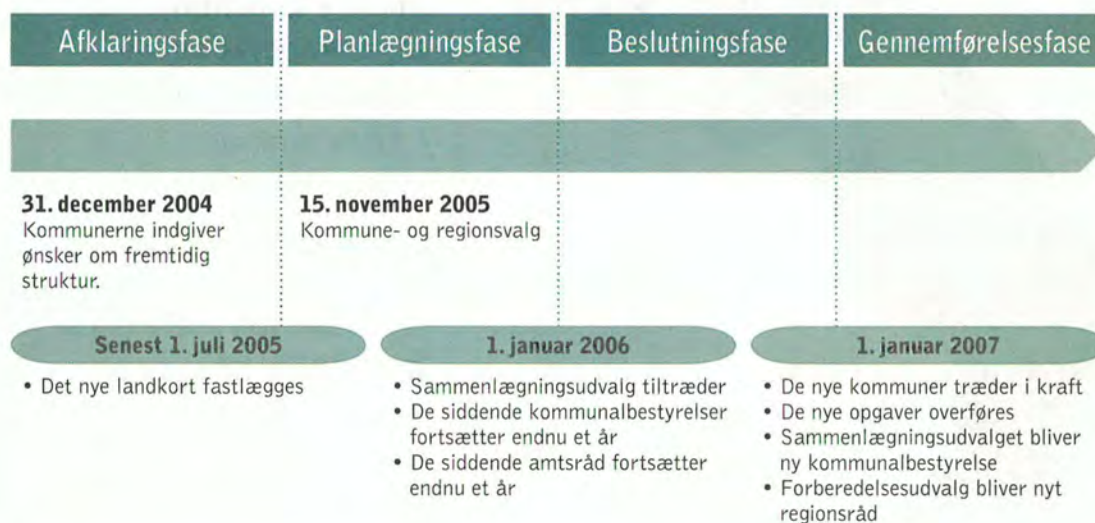 Afklaringsfase
Planlægningsfase
Beslutningsfase
Gennemførelsesfase
31. december 2004
Kommunerne indgiver
ønsker om fremtidig
struktur.
15. november 2005
Kommune- og regionsvalg
Senest 1. juli 2005
• Det nye landkort fastlægges
1. januar 2006
• Sammenlægningsudvalg tiltræder
• De siddende kommunalbestyrelser
fortsætter endnu et år
• De siddende amtsråd fortsætter
endnu et år
1. januar 2007
• De nye kommuner træder i kraft
• De nye opgaver overføres
• Sammenlægningsudvalget bliver
ny kommunalbestyrelse
• Forberedelsesudvalg bliver nyt
regionsråd